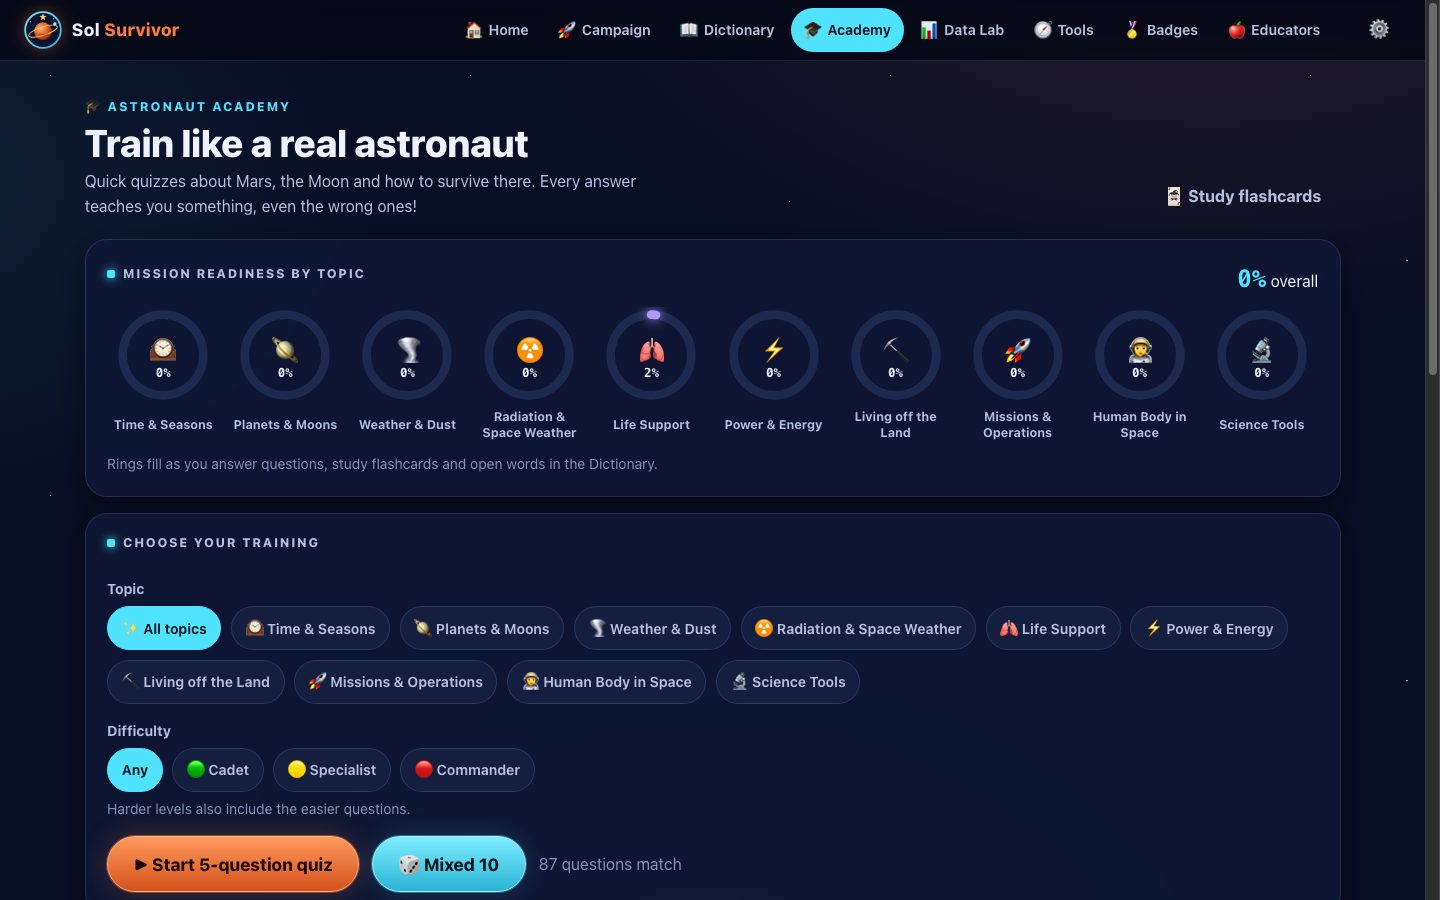 Sol Survivor
🏠 Home
🚀 Campaign
📖 Dictionary
🎓 Academy
📊 Data Lab
🧭 Tools
🏅 Badges
🍎 Educators
ASTRONAUT ACADEMY
Train like a real astronaut
Quick quizzes about Mars, the Moon and how to survive there. Every answer
teaches you something, even the wrong ones!
Study flashcards
MISSION READINESS BY TOPIC
0% overall
0%
Time & Seasons
0%
Planets & Moons
0%
Weather & Dust
0%
Radiation &
Space Weather
2%
Life Support
0%
Power & Energy
0%
Living off the
Land
0%
Missions &
Operations
0%
Human Body in
Space
0%
Science Tools
Rings fill as you answer questions, study flashcards and open words in the Dictionary.
CHOOSE YOUR TRAINING
Topic
All topics
Time & Seasons
Planets & Moons
Weather & Dust
Radiation & Space Weather
Life Support
Power & Energy
Living off the Land
Missions & Operations
Human Body in Space
Science Tools
Difficulty
Any
Cadet
Specialist
Commander
Harder levels also include the easier questions.
Start 5-question quiz
Mixed 10
87 questions match